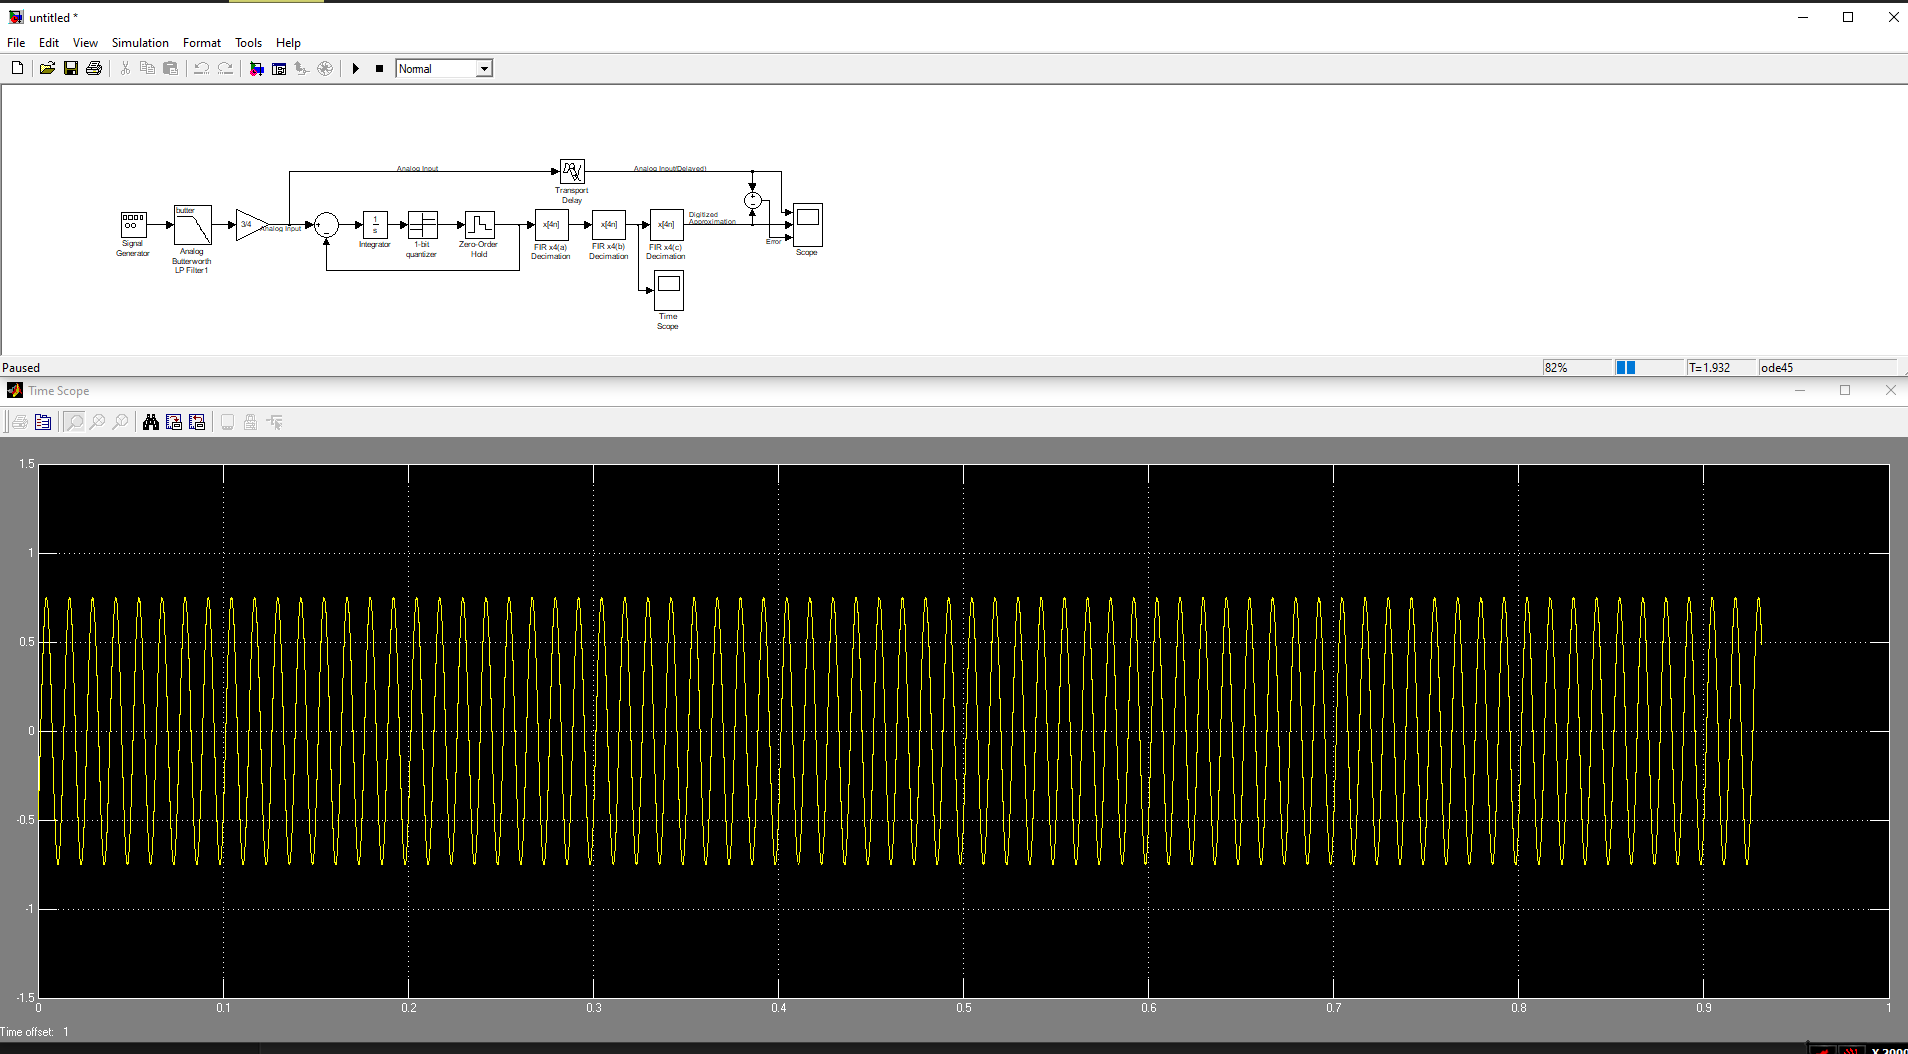 untitled *
File Edit View Simulation Format Tools Help
Normal
Analog Input
Analog Input(Delayed)
Transport
Delay
butter
3/4
Analog Input
1
s
x[4n]
x[4n]
x[4n]
Digitized
Approximation
Error
Signal
Generator
Analog
Butterworth
LP Filter1
Integrator
1-bit
quantizer
Zero-Order
Hold
FIR x4(a)
Decimation
FIR x4(b)
Decimation
FIR x4(c)
Decimation
Scope
Time
Scope
Paused
82%
T=1.932
ode45
Time Scope
1.5
1
0.5
0
-0.5
-1
-1.5
0 0.1 0.2 0.3 0.4 0.5 0.6 0.7 0.8 0.9 1
Time offset: 1